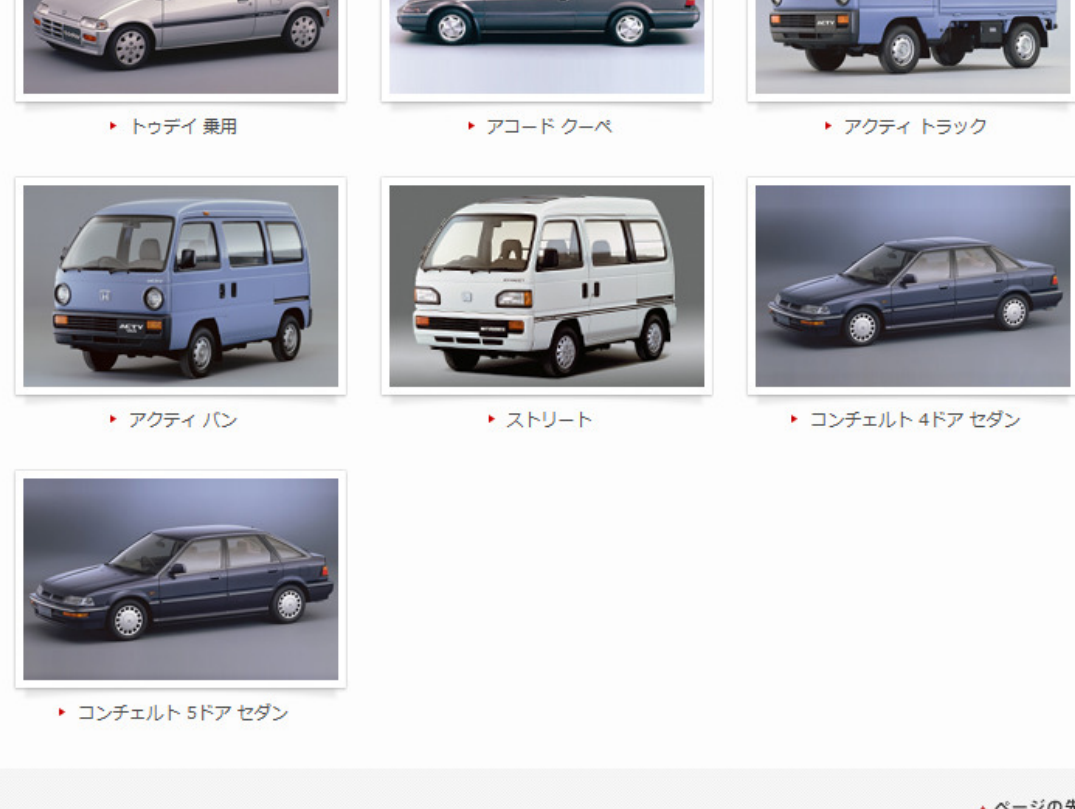 トゥデイ 乗用
アコード クーペ
アクティ トラック
ACTY
アクティ バン
ストリート
コンチェルト 4ドア セダン
コンチェルト 5ドア セダン